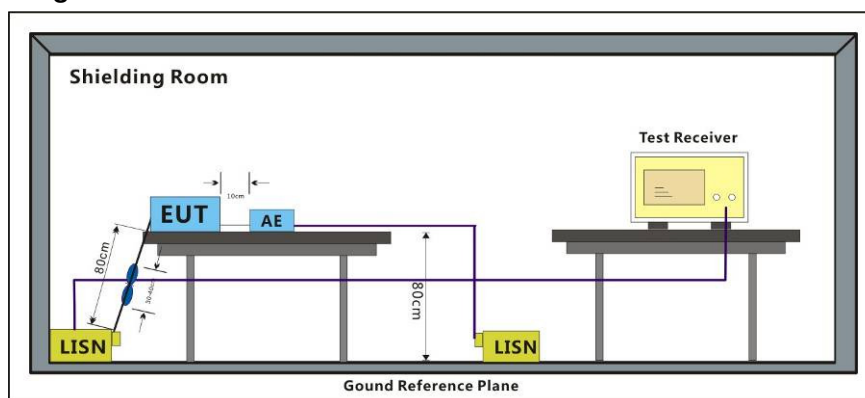 Shielding Room
Test Receiver
10cm
EUT
AE
80cm
30-40cm
80cm
LISN
LISN
Gound Reference Plane